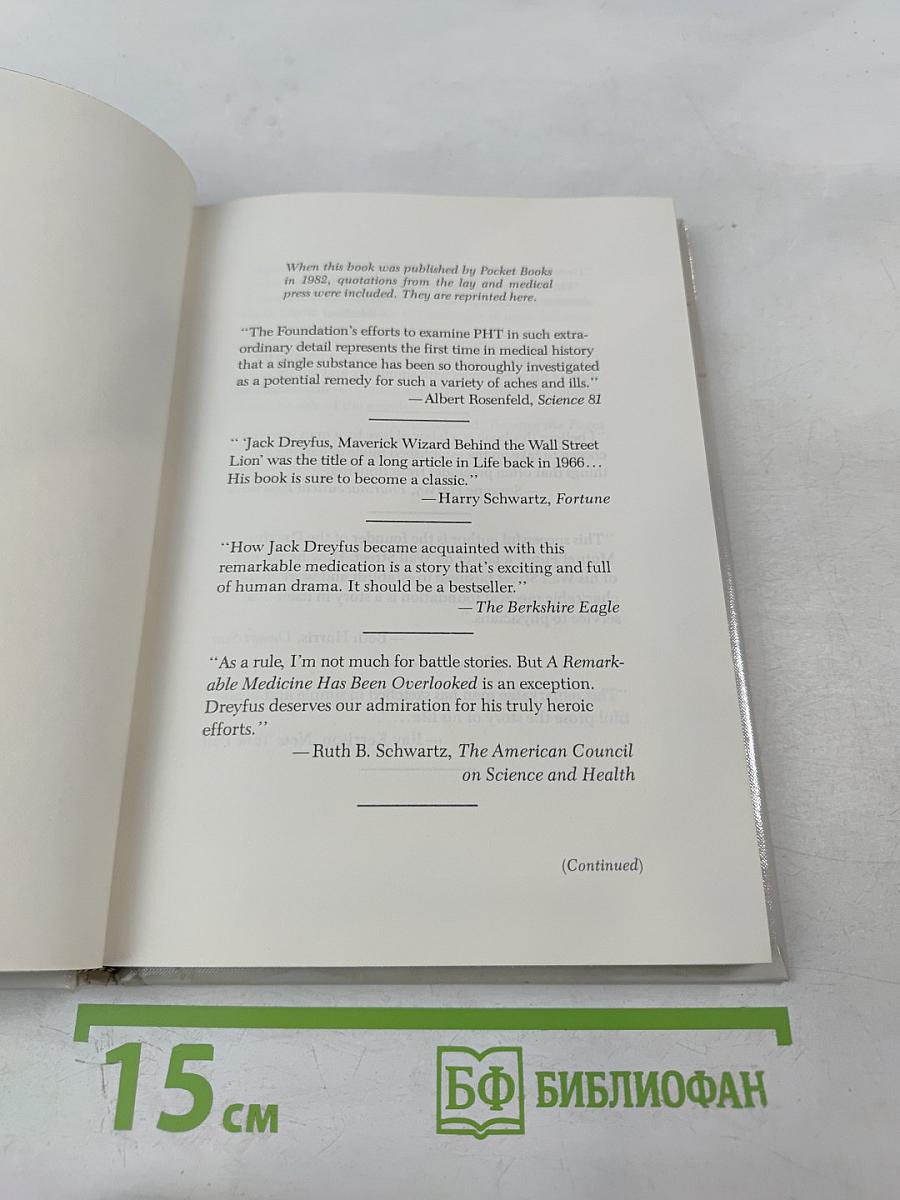 When this book was published by Pocket Books
in 1982, quotations from the lay and medical
press were included. They are reprinted here.
“The Foundation’s efforts to examine PHT in such extra-
ordinary detail represents the first time in medical history
that a single substance has been so thoroughly investigated
as a potential remedy for such a variety of aches and ills.”
—Albert Rosenfeld, Science 81
“ ‘Jack Dreyfus, Maverick Wizard Behind the Wall Street
Lion’ was the title of a long article in Life back in 1966...
His book is sure to become a classic.”
—Harry Schwartz, Fortune
“How Jack Dreyfus became acquainted with this
remarkable medication is a story that’s exciting and full
of human drama. It should be a bestseller.”
—The Berkshire Eagle
“As a rule, I’m not much for battle stories. But A Remark-
able Medicine Has Been Overlooked is an exception.
Dreyfus deserves our admiration for his truly heroic
efforts.”
—Ruth B. Schwartz, The American Council
on Science and Health
(Continued)
15 см
БФ БИБЛИОФАН